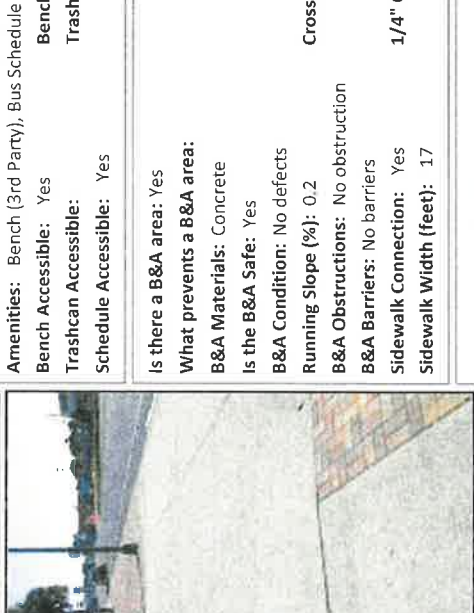 Amenities: Bench (3rd Party), Bus Schedule
Bench Accessible: Yes
Bench
Trashcan Accessible:
Trash
Schedule Accessible: Yes
Is there a B&A area: Yes
What prevents a B&A area:
B&A Materials: Concrete
Is the B&A Safe: Yes
B&A Condition: No defects
Running Slope (%): 0.2
Cross
B&A Obstructions: No obstruction
B&A Barriers: No barriers
Sidewalk Connection: Yes
1/4"
Sidewalk Width (feet): 17